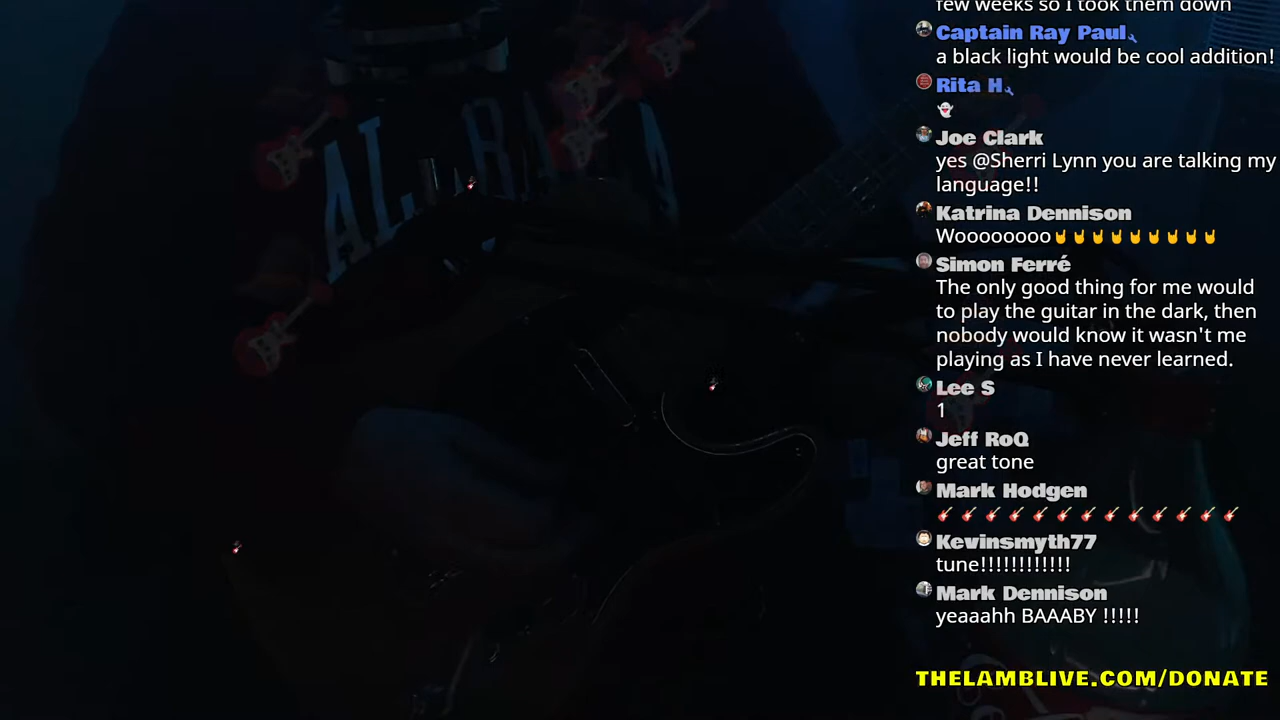 few weeks so I took them down
Captain Ray Paul
a black light would be cool addition!
Rita H
👻
Joe Clark
yes @Sherri Lynn you are talking my
language!!
Katrina Dennison
Woooooooo🤘🤘🤘🤘🤘🤘🤘🤘🤘
Simon Ferré
The only good thing for me would
to play the guitar in the dark, then
nobody would know it wasn't me
playing as I have never learned.
Lee S
1
Jeff RoQ
great tone
Mark Hodgen
🎸🎸🎸🎸🎸🎸🎸🎸🎸🎸🎸🎸🎸
Kevinsmyth77
tune!!!!!!!!!!!!
Mark Dennison
yeaaahh BAAABY !!!!!
THELAMBLIVE.COM/DONATE